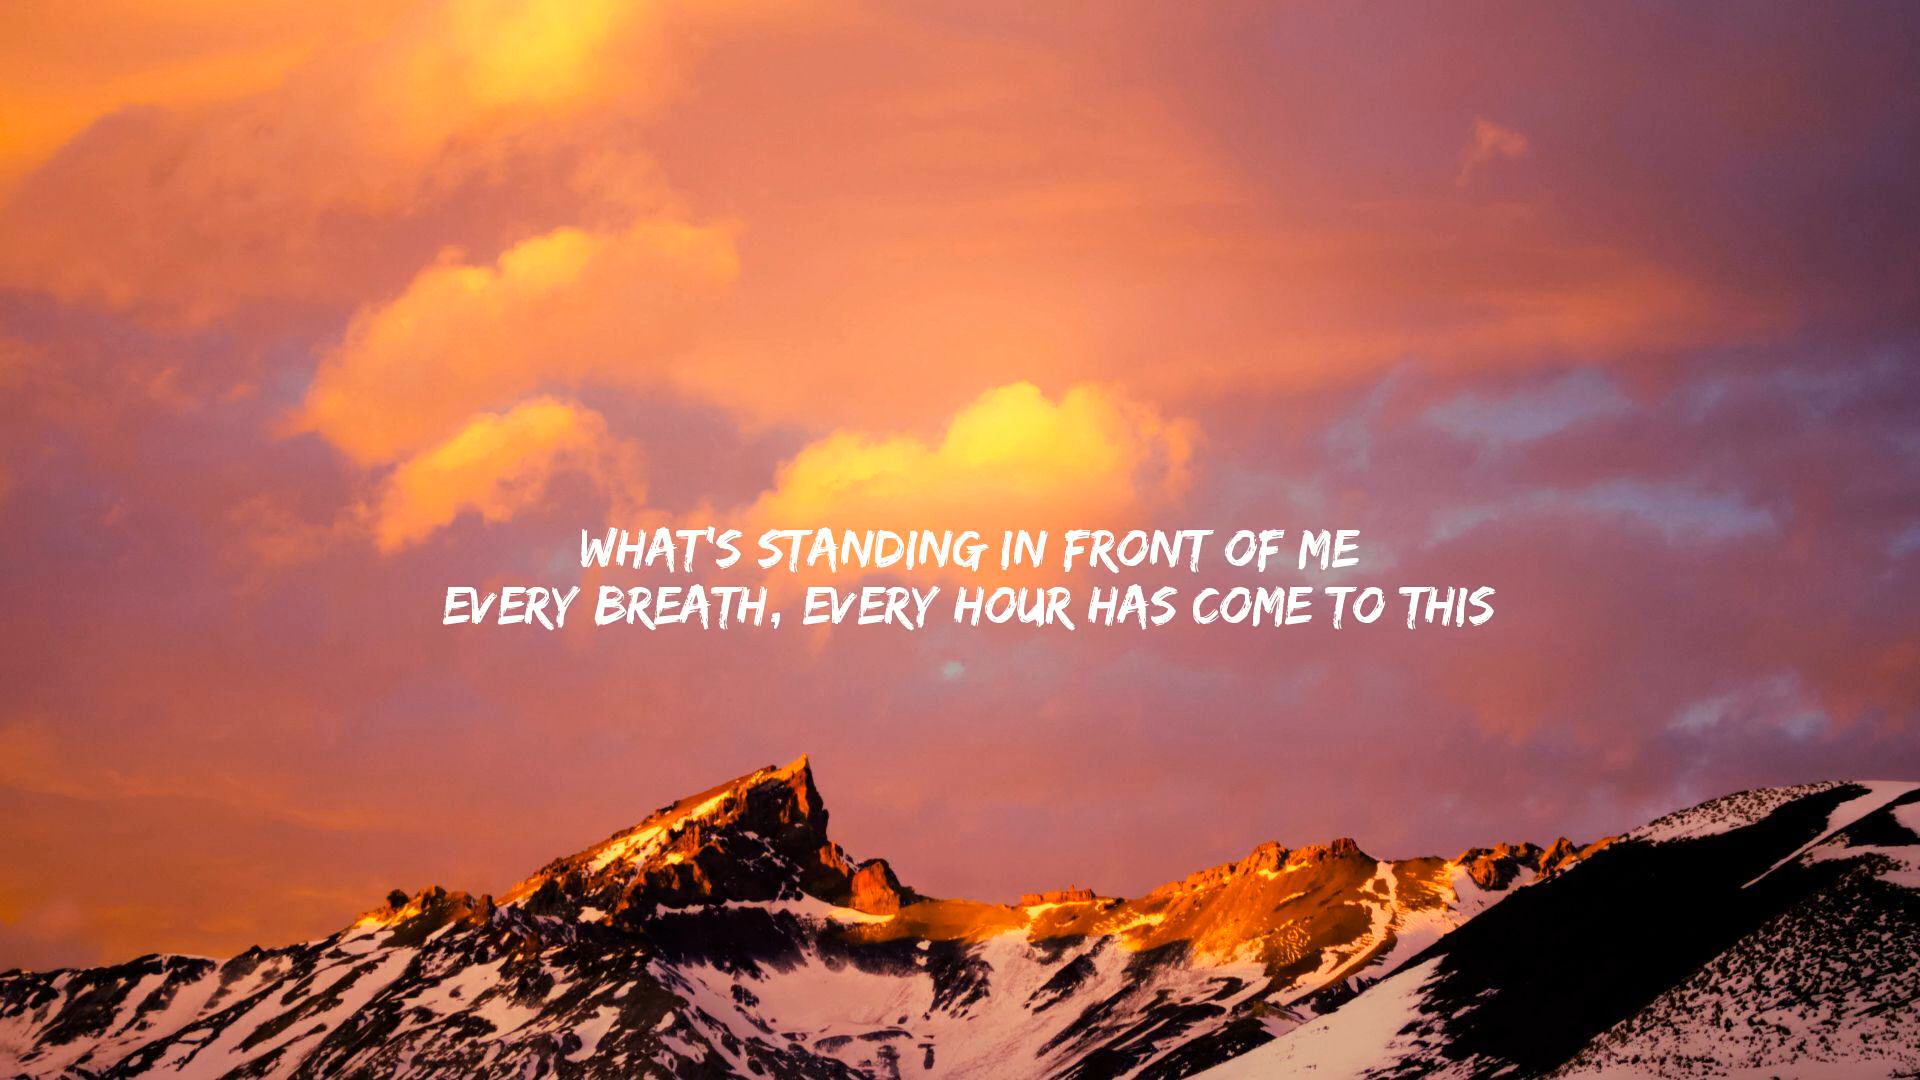 WHAT'S STANDING IN FRONT OF ME
EVERY BREATH, EVERY HOUR HAS COME TO THIS